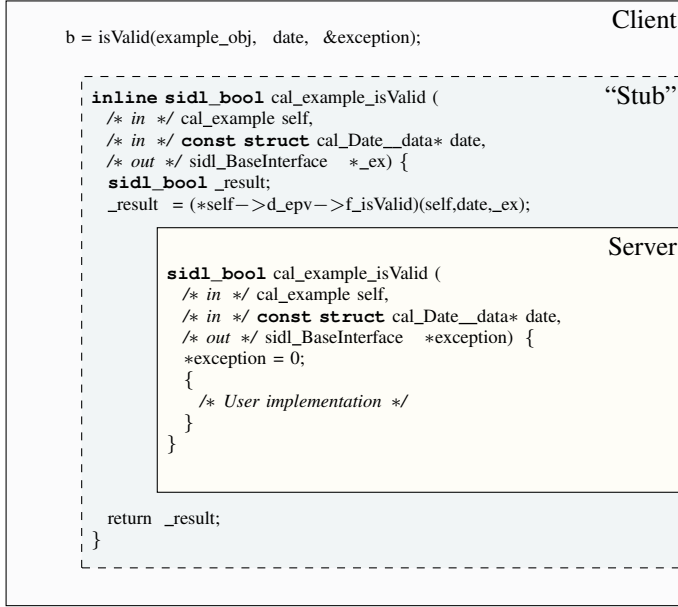 Client
b = isValid(example_obj, date, &exception);
inline sidl_bool cal_example_isValid (
"Stub"
/* in */ cal_example self,
/* in */ const struct cal_Date__data* date,
/* out */ sidl_BaseInterface *_ex) {
sidl_bool _result;
_result = (*self->d_epv->f_isValid)(self,date,_ex);
Server
sidl_bool cal_example_isValid (
/* in */ cal_example self,
/* in */ const struct cal_Date__data* date,
/* out */ sidl_BaseInterface *exception) {
*exception = 0;
{
/* User implementation */
}
}
return _result;
}